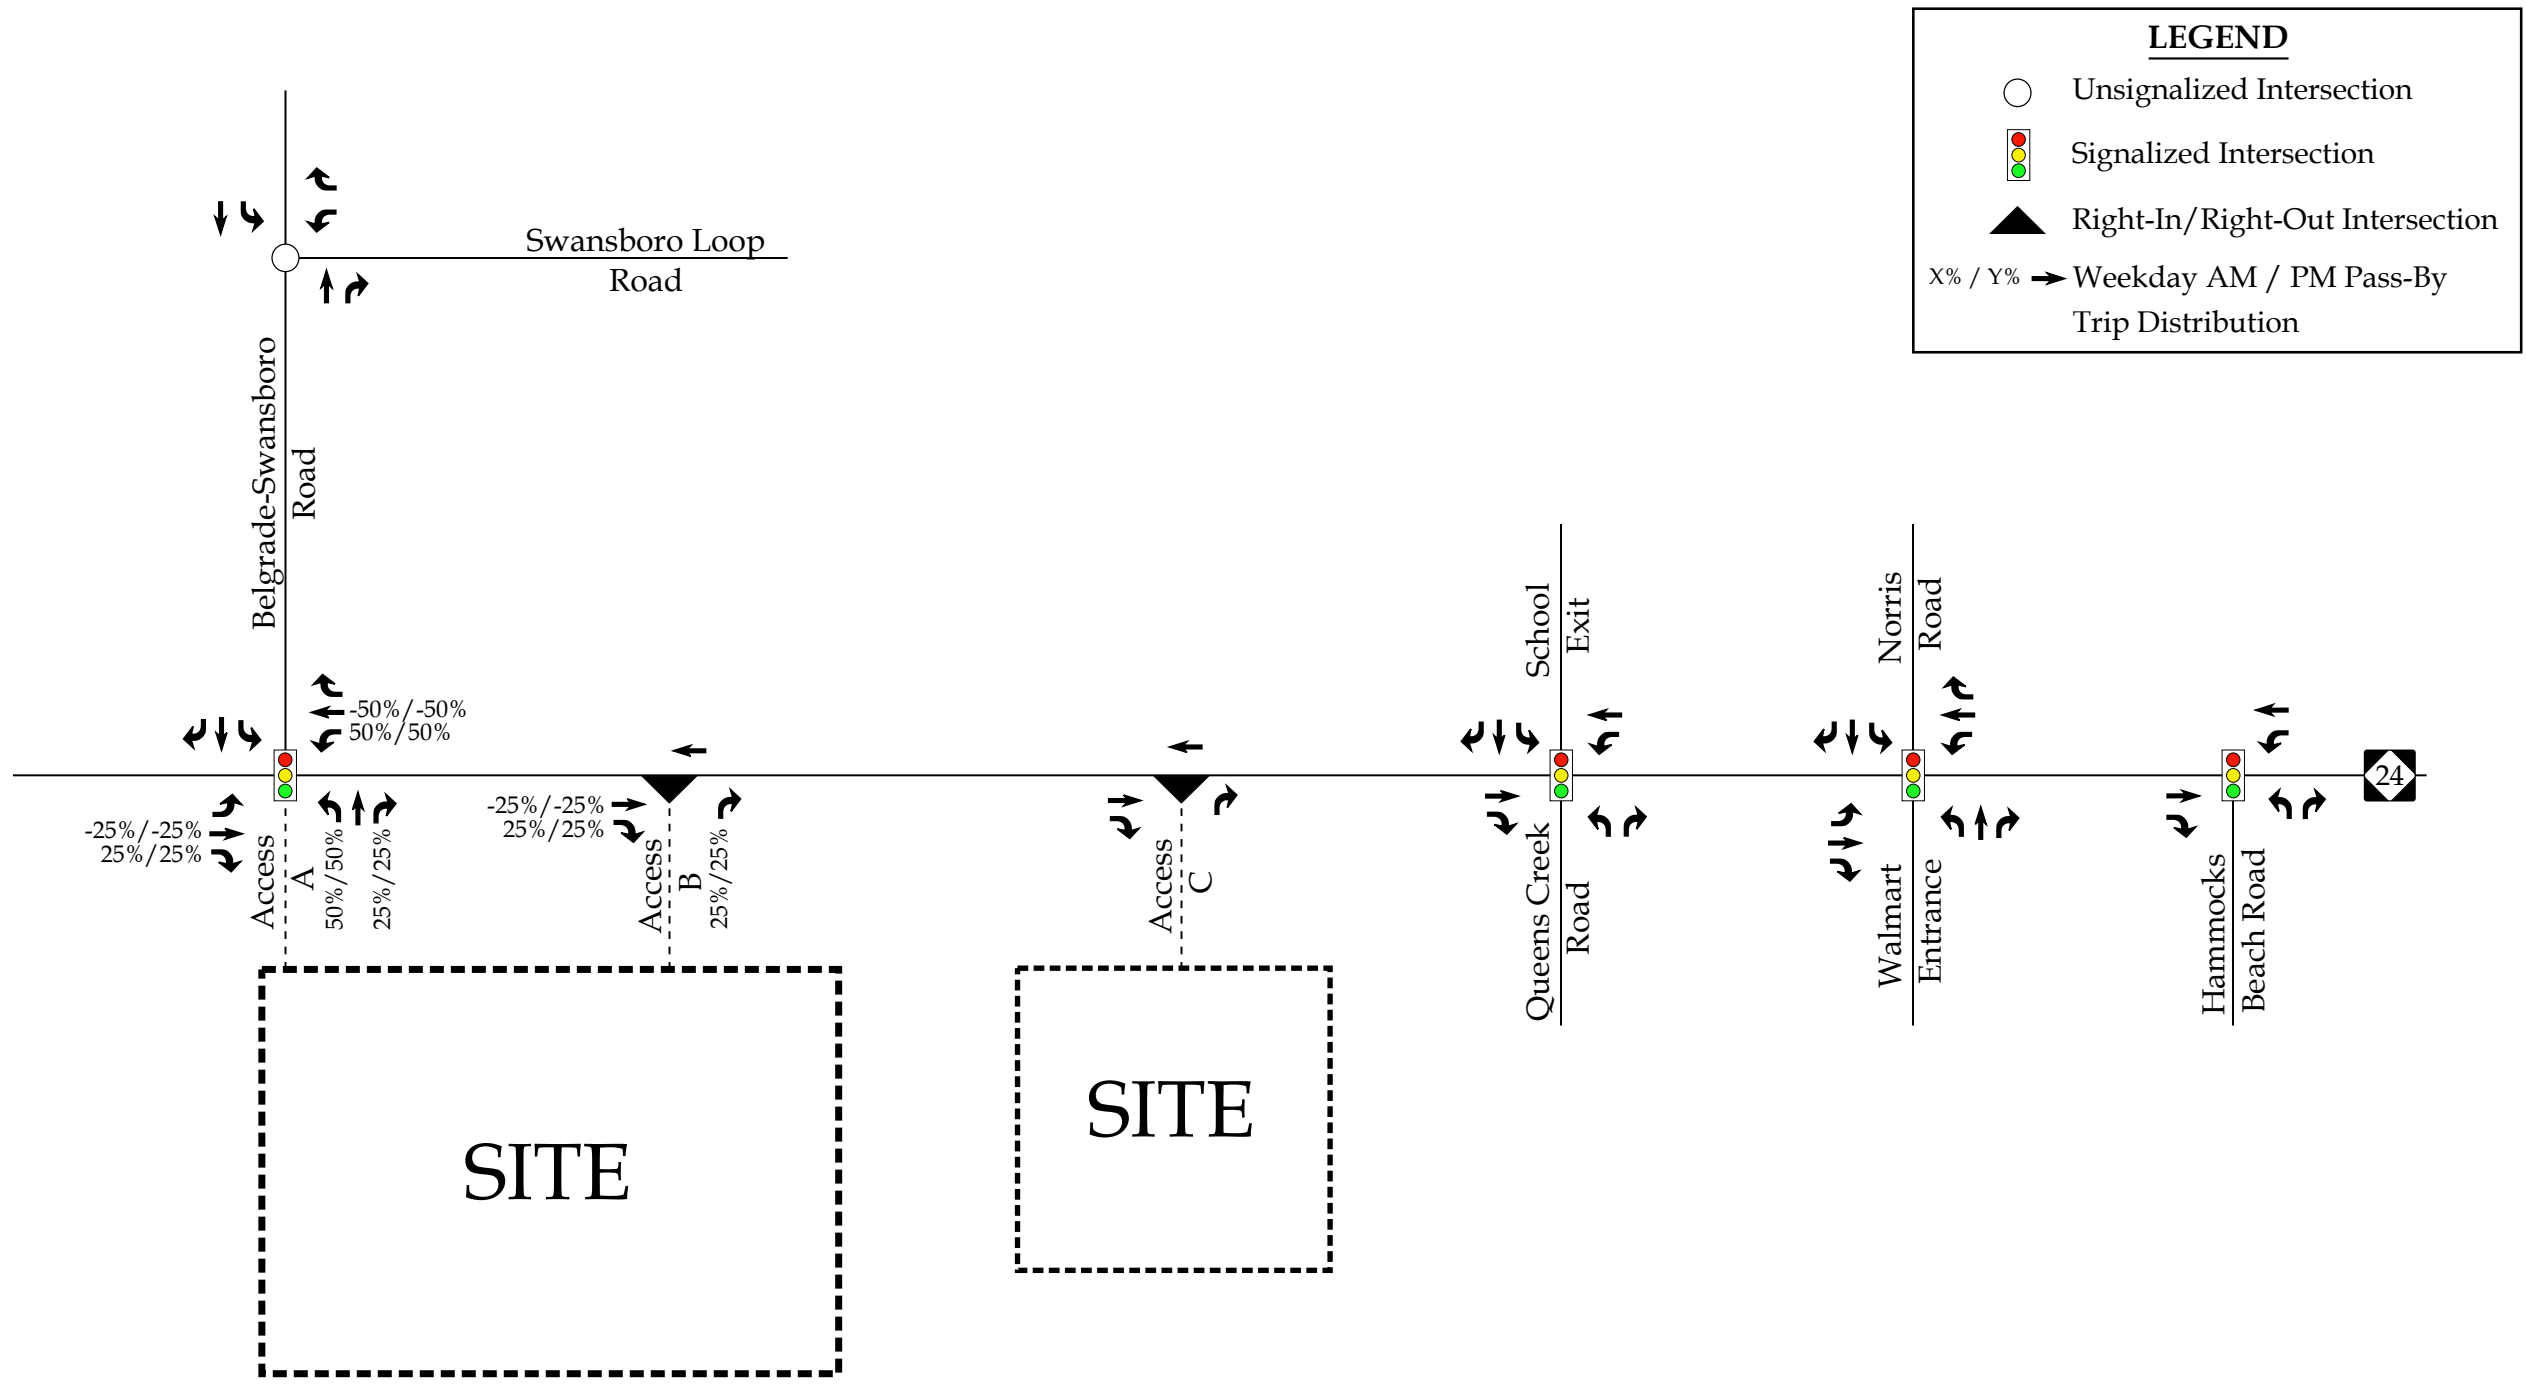 LEGEND
Unsignalized Intersection
Signalized Intersection
Right-In/Right-Out Intersection
X% / Y%
Weekday AM / PM Pass-By
Trip Distribution
Swansboro Loop
Road
Belgrade-Swansboro
Road
-50%/-50%
50%/50%
-25%/-25%
25%/25%
Access
A
50%/50%
25%/25%
-25%/-25%
25%/25%
Access
B
25%/25%
Access
C
School
Exit
Queens Creek
Road
Norris
Road
Walmart
Entrance
Hammocks
Beach Road
24
SITE
SITE